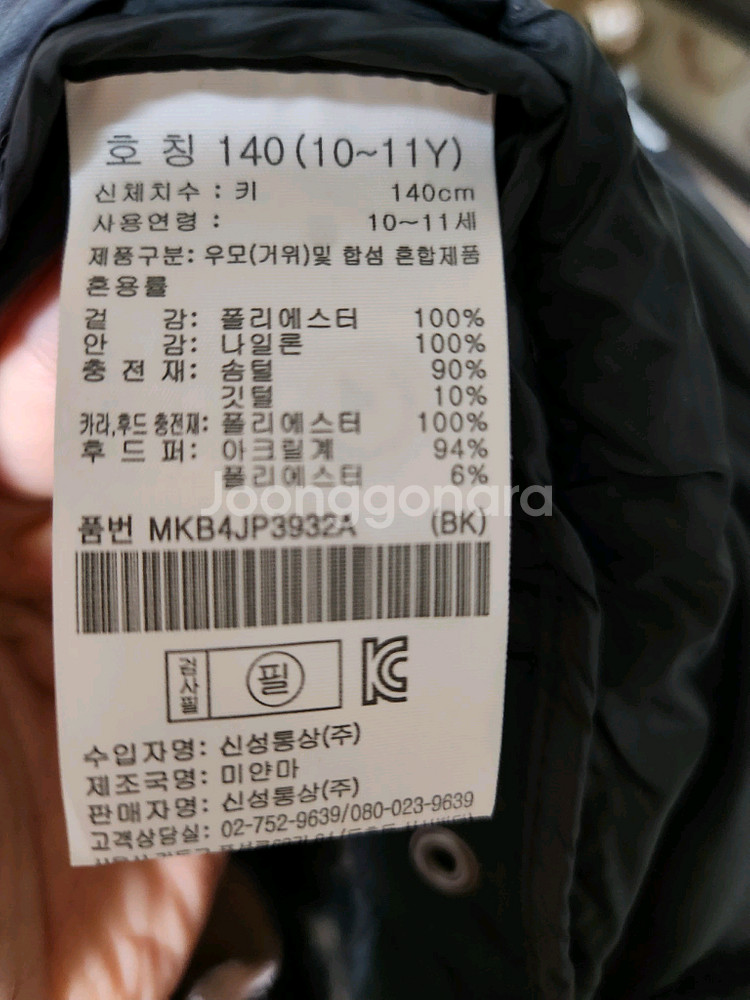 호 칭 140(10~11Y)
신체치수 : 키 140cm
사용연령 : 10~11세
제품구분: 우모(거위)및 합섬 혼합제품
혼용률
겉 감: 폴리에스터 100%
안 감: 나일론 100%
충 전 재: 솜털 90%
깃털 10%
카라,후드 충전재: 폴리에스터 100%
후 드 퍼: 아크릴계 94%
폴리에스터 6%
Joonggonara
품번 MKB4JP3932A (BK)
검사필 필
수입자명: 신성통상(주)
제조국명: 미얀마
판매자명: 신성통상(주)
고객상담실: 02-752-9639/080-023-9639